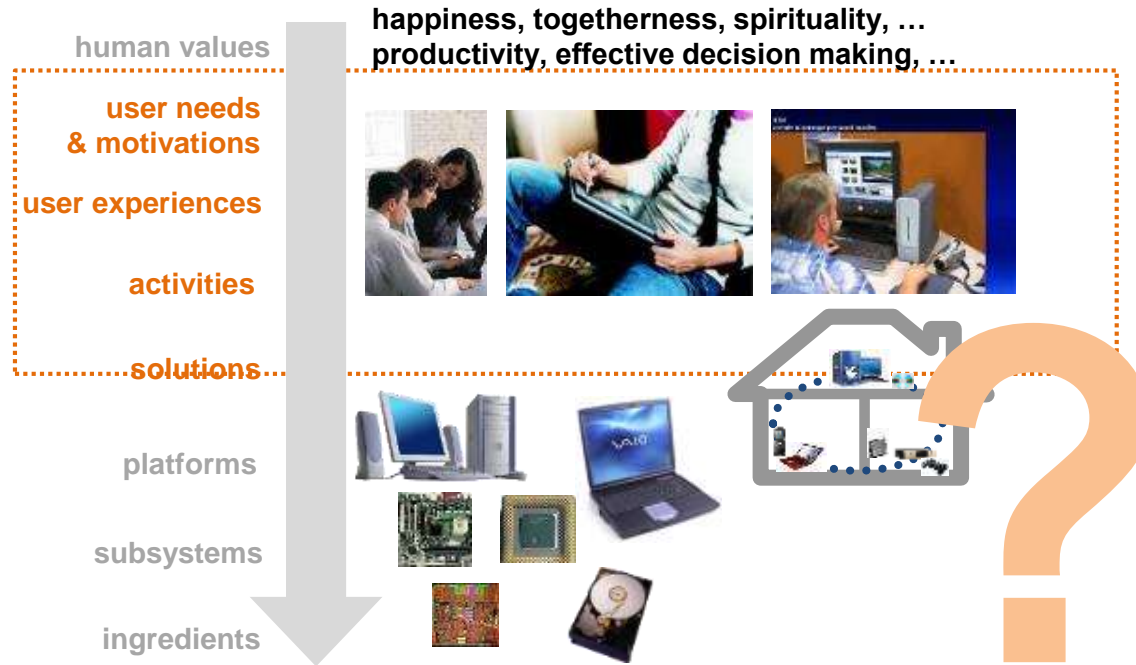 happiness, togetherness, spirituality, …
human values
productivity, effective decision making, …
user needs
& motivations
user experiences
activities
solutions
platforms
VAIO
subsystems
ingredients
?